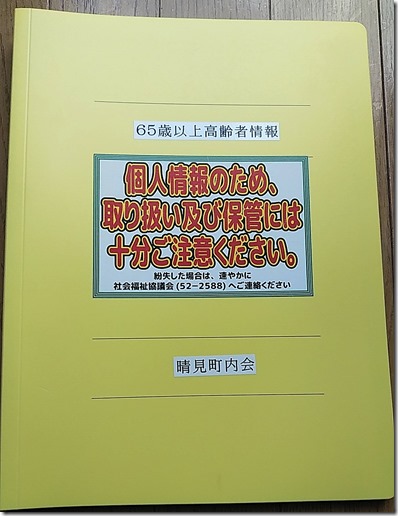 65歳以上高齢者情報
個人情報のため、
取り扱い及び保管には
十分ご注意ください。
紛失した場合は、速やかに
社会福祉協議会(52-2588)へご連絡ください
晴見町内会